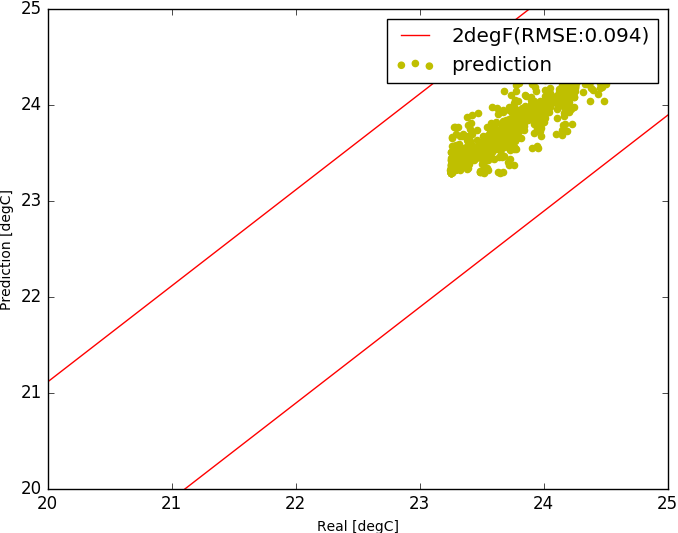 25
24
23
22
21
20
Prediction [degC]
2degF(RMSE:0.094)
prediction
20 21 22 23 24 25
Real [degC]